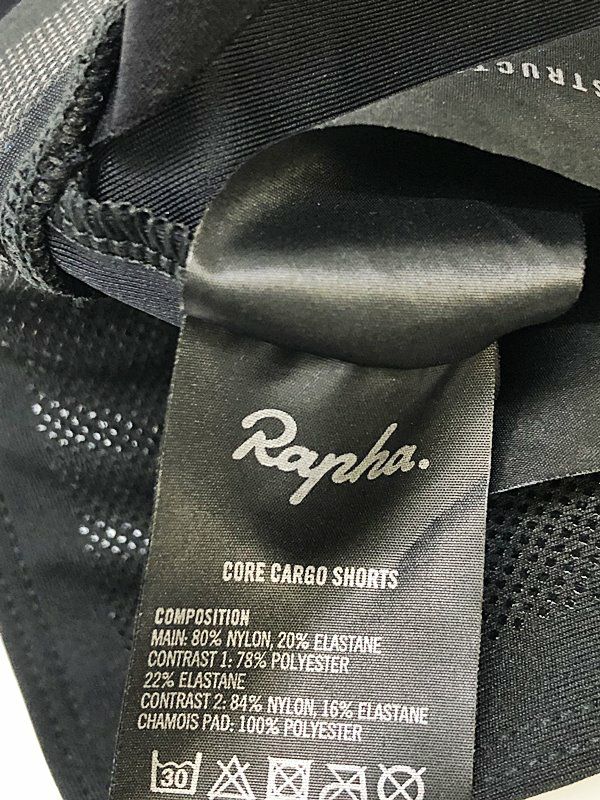 STRUCT
Rapha.
CORE CARGO SHORTS
COMPOSITION
MAIN: 80% NYLON, 20% ELASTANE
CONTRAST 1: 78% POLYESTER
22% ELASTANE
CONTRAST 2: 84% NYLON, 16% ELASTANE
CHAMOIS PAD: 100% POLYESTER
30